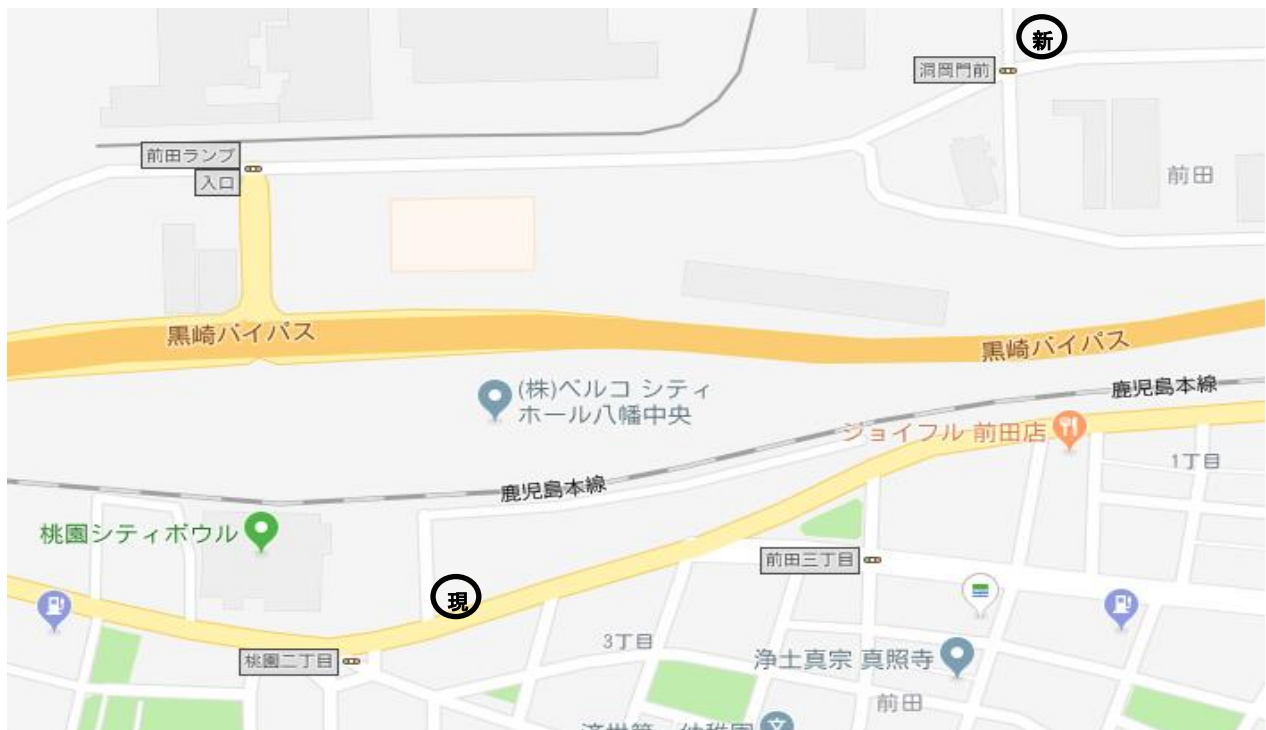 新
洞岡門前
前田ランプ
入口
前田
黒崎バイパス
黒崎バイパス
鹿児島本線
(株)ベルコ シティ
ホール八幡中央
ジョイフル 前田店
1丁目
鹿児島本線
桃園シティボウル
前田三丁目
現
3丁目
桃園二丁目
浄土真宗 真照寺
前田